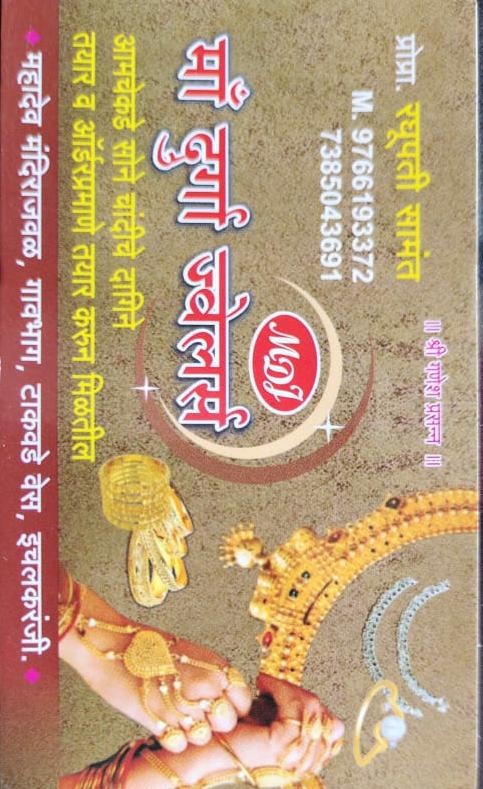 ॥ श्री गणेश प्रसन्न ॥
प्रोप्रा. रघूपती सामंत
M. 9766193372
7385043691
MDJ
माँ दुर्गा ज्वेलर्स
आमचेकडे सोने चांदीचे दागिने
तयार व ऑर्डरप्रमाणे तयार करुन मिळतील
महादेव मंदिराजवळ, गावभाग, टाकवडे वेस, इचलकरंजी.